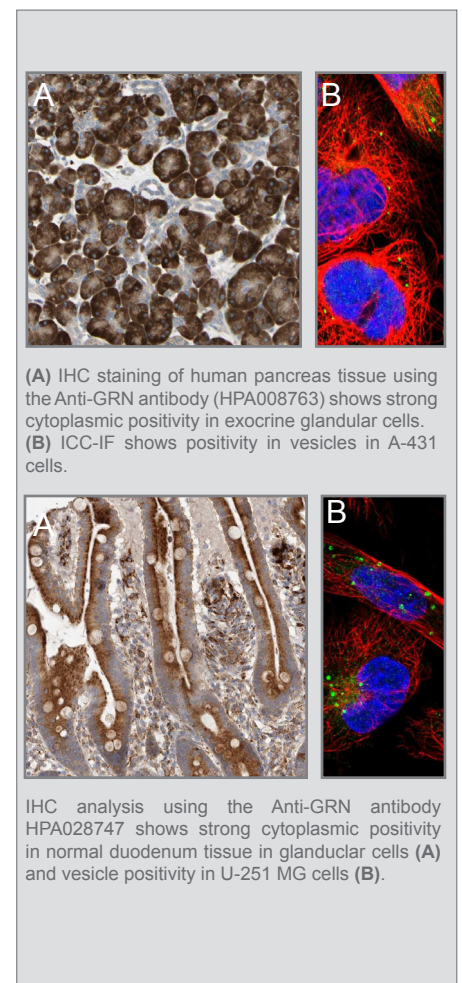 A
B
(A) IHC staining of human pancreas tissue using
the Anti-GRN antibody (HPA008763) shows strong
cytoplasmic positivity in exocrine glandular cells.
(B) ICC-IF shows positivity in vesicles in A-431
cells.
A
B
IHC analysis using the Anti-GRN antibody
HPA028747 shows strong cytoplasmic positivity
in normal duodenum tissue in glanduclar cells (A)
and vesicle positivity in U-251 MG cells (B).